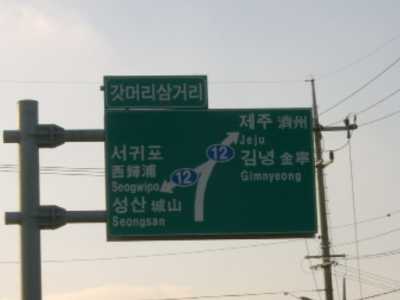 갓머리삼거리
제주 濟州
Jeju
12
김녕 金寧
Gimnyeong
서귀포
西歸浦
Seogwipo
12
성산 城山
Seongsan